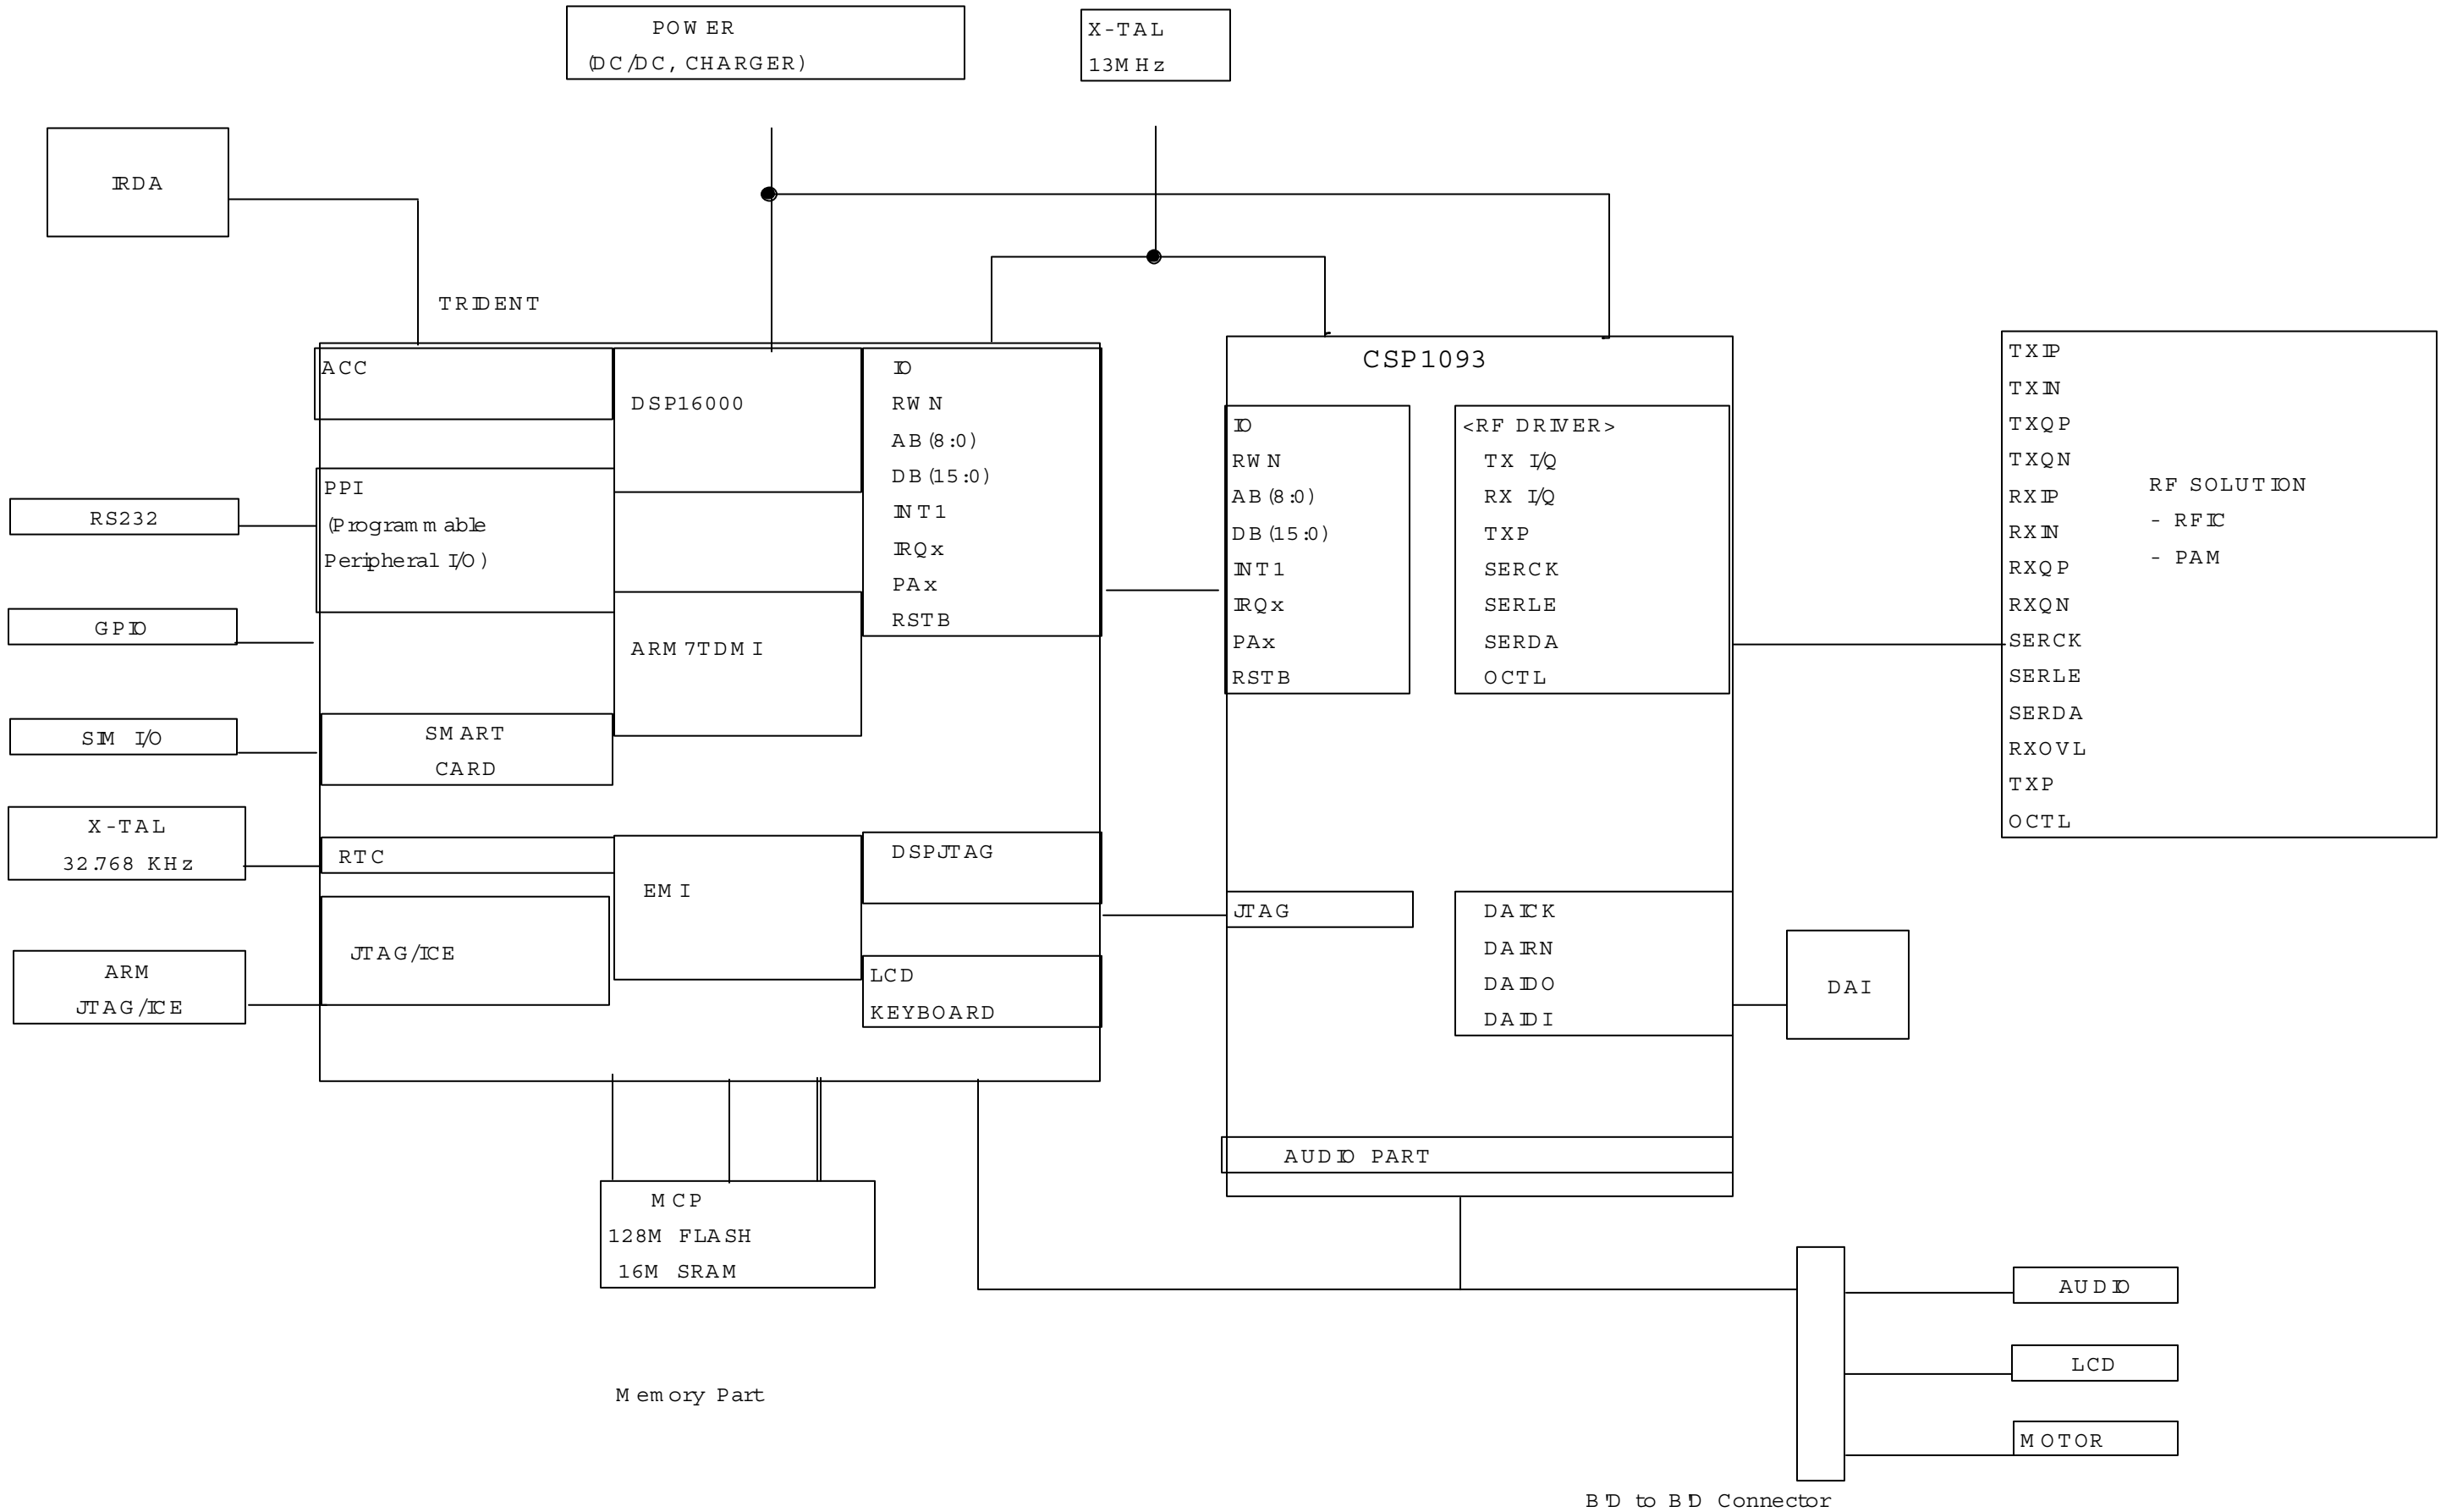 POWER
(DC/DC, CHARGER)
X-TAL
13MHz
IRDA
TRIDENT
ACC
DSP16000
IO
RWN
AB(8:0)
DB(15:0)
INT1
IRQx
PAx
RSTB
PPI
(Programmable
Peripheral I/O)
ARM7TDMI
SMART
CARD
RTC
EMI
DSPJTAG
JTAG/ICE
LCD
KEYBOARD
RS232
GPIO
SIM I/O
X-TAL
32.768 KHz
ARM
JTAG/ICE
CSP1093
IO
RWN
AB(8:0)
DB(15:0)
INT1
IRQx
PAx
RSTB
<RF DRIVER>
TX I/Q
RX I/Q
TXP
SERCK
SERLE
SERDA
OCTL
JTAG
DAICK
DAIRN
DAIDO
DAIDI
DAI
AUDIO PART
TXIP
TXIN
TXQP
TXQN
RXIP
RXIN
RXQP
RXQN
SERCK
SERLE
SERDA
RXOVL
TXP
OCTL
RF SOLUTION
- RFIC
- PAM
MCP
128M FLASH
16M SRAM
Memory Part
AUDIO
LCD
MOTOR
B'D to B'D Connector